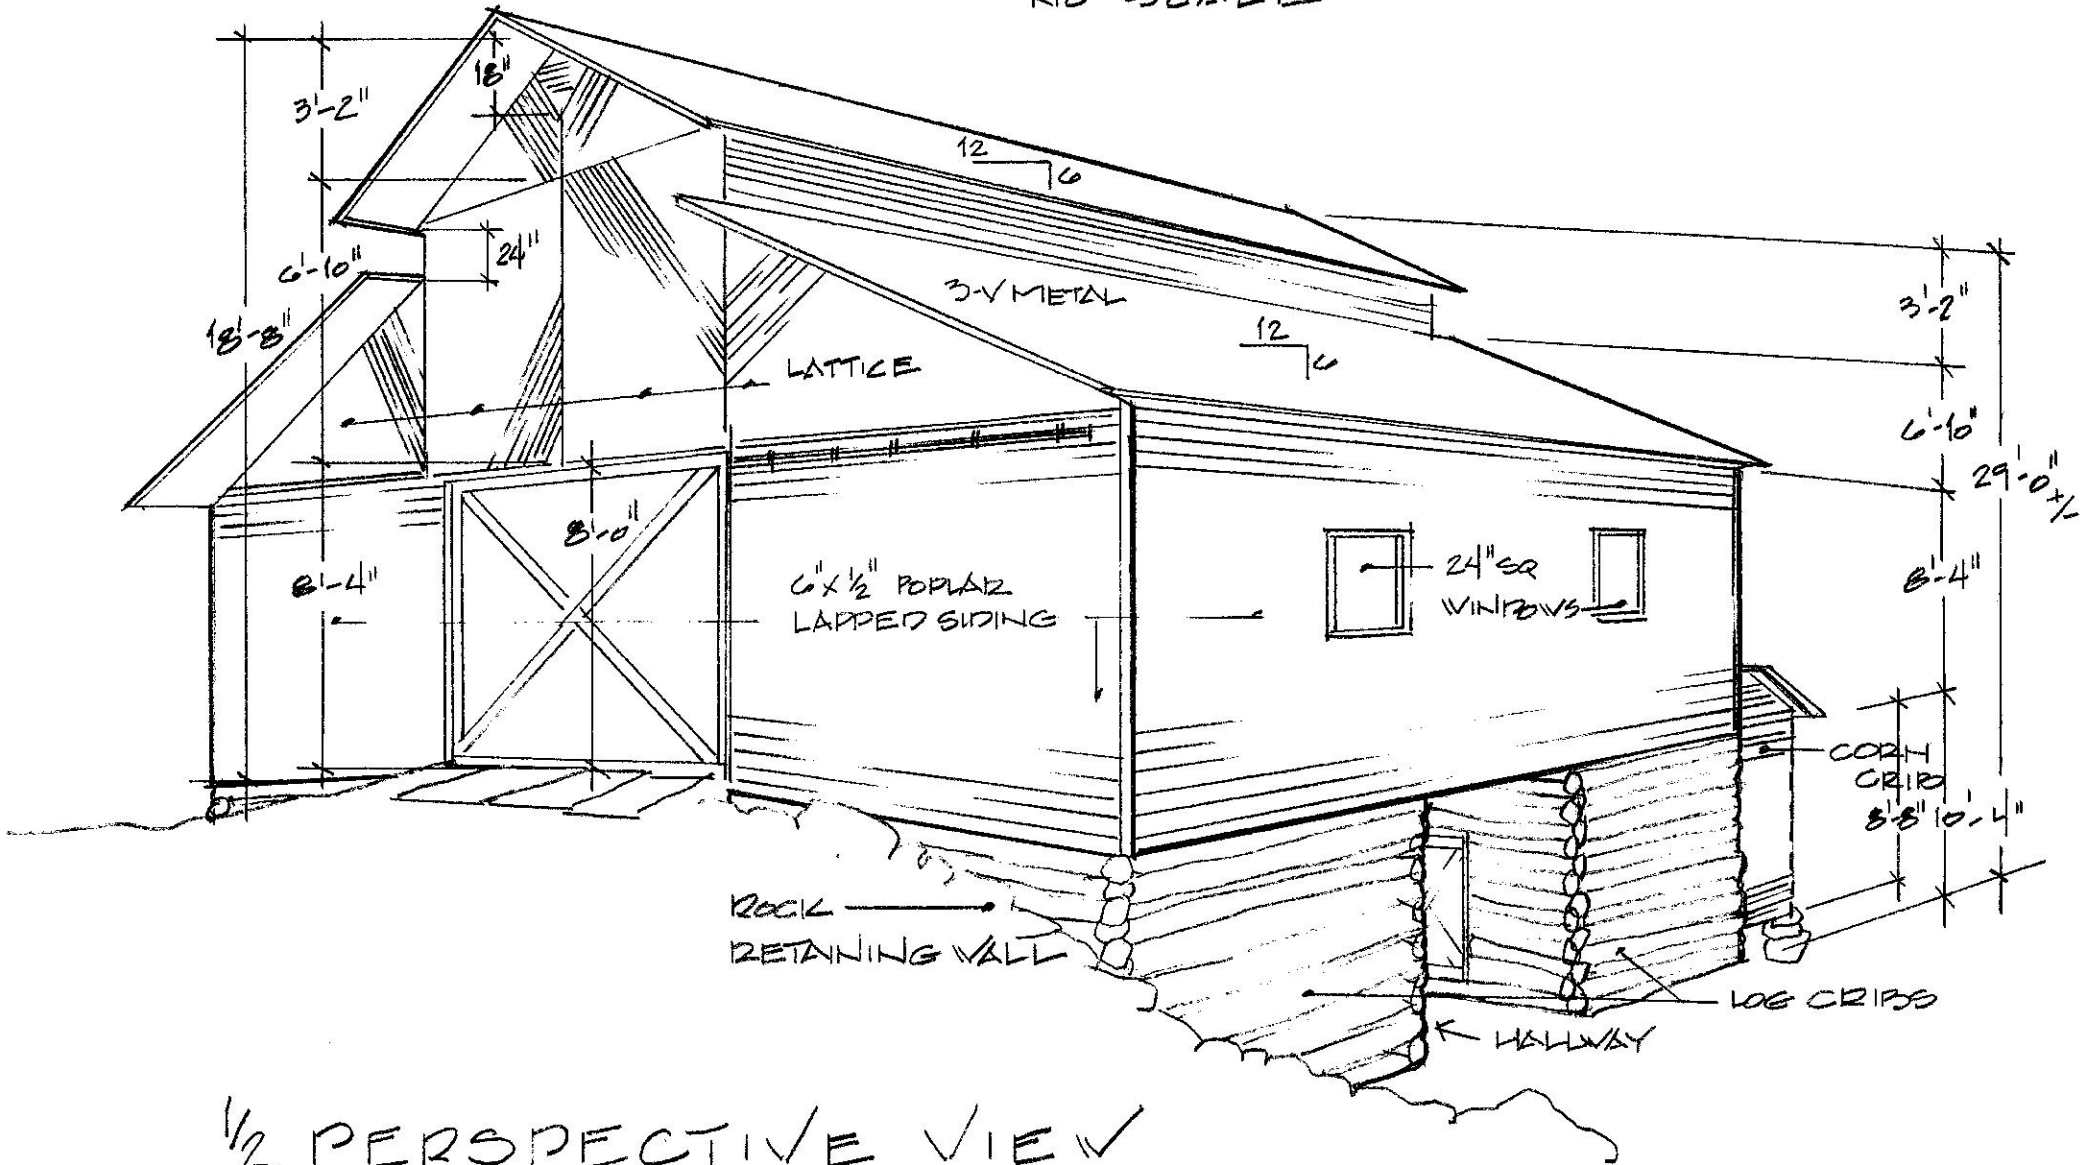 18"
3'-2"
12
6
24"
6'-10"
3-V METAL
3'-2"
18'-8"
12
6
LATTICE
6'-10"
29'-0" +/-
8'-0"
8'-4"
6" x 1/2" POPLAR
LAPPED SIDING
24" SQ
WINDOWS
8'-4"
CORN
CRIB
8'-8"
10'-4"
ROCK
RETAINING WALL
LOG CRIBS
HALLWAY
1/2 PERSPECTIVE VIEW